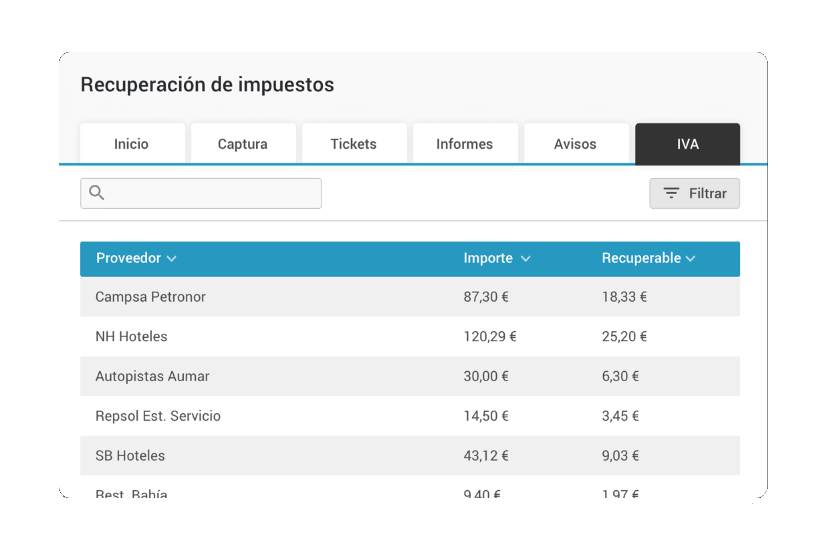 Recuperación de impuestos
Inicio Captura Tickets Informes Avisos IVA
Filtrar
Proveedor Importe Recuperable
Campsa Petronor 87,30 € 18,33 €
NH Hoteles 120,29 € 25,20 €
Autopistas Aumar 30,00 € 6,30 €
Repsol Est. Servicio 14,50 € 3,45 €
SB Hoteles 43,12 € 9,03 €
Rest. Bahía 9,40 € 1,97 €